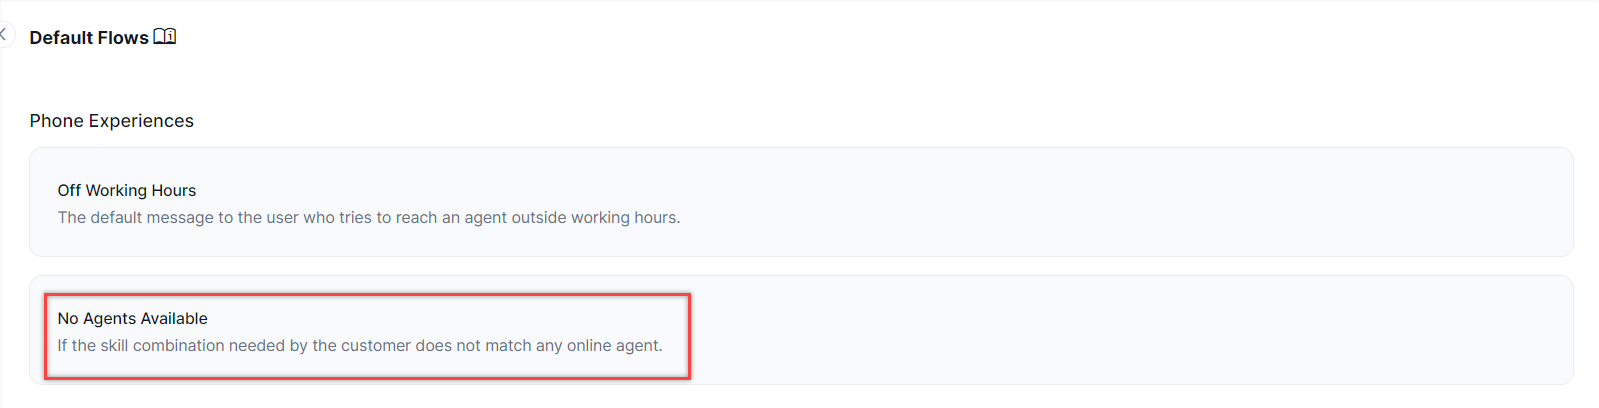 Default Flows
Phone Experiences
Off Working Hours
The default message to the user who tries to reach an agent outside working hours.
No Agents Available
If the skill combination needed by the customer does not match any online agent.